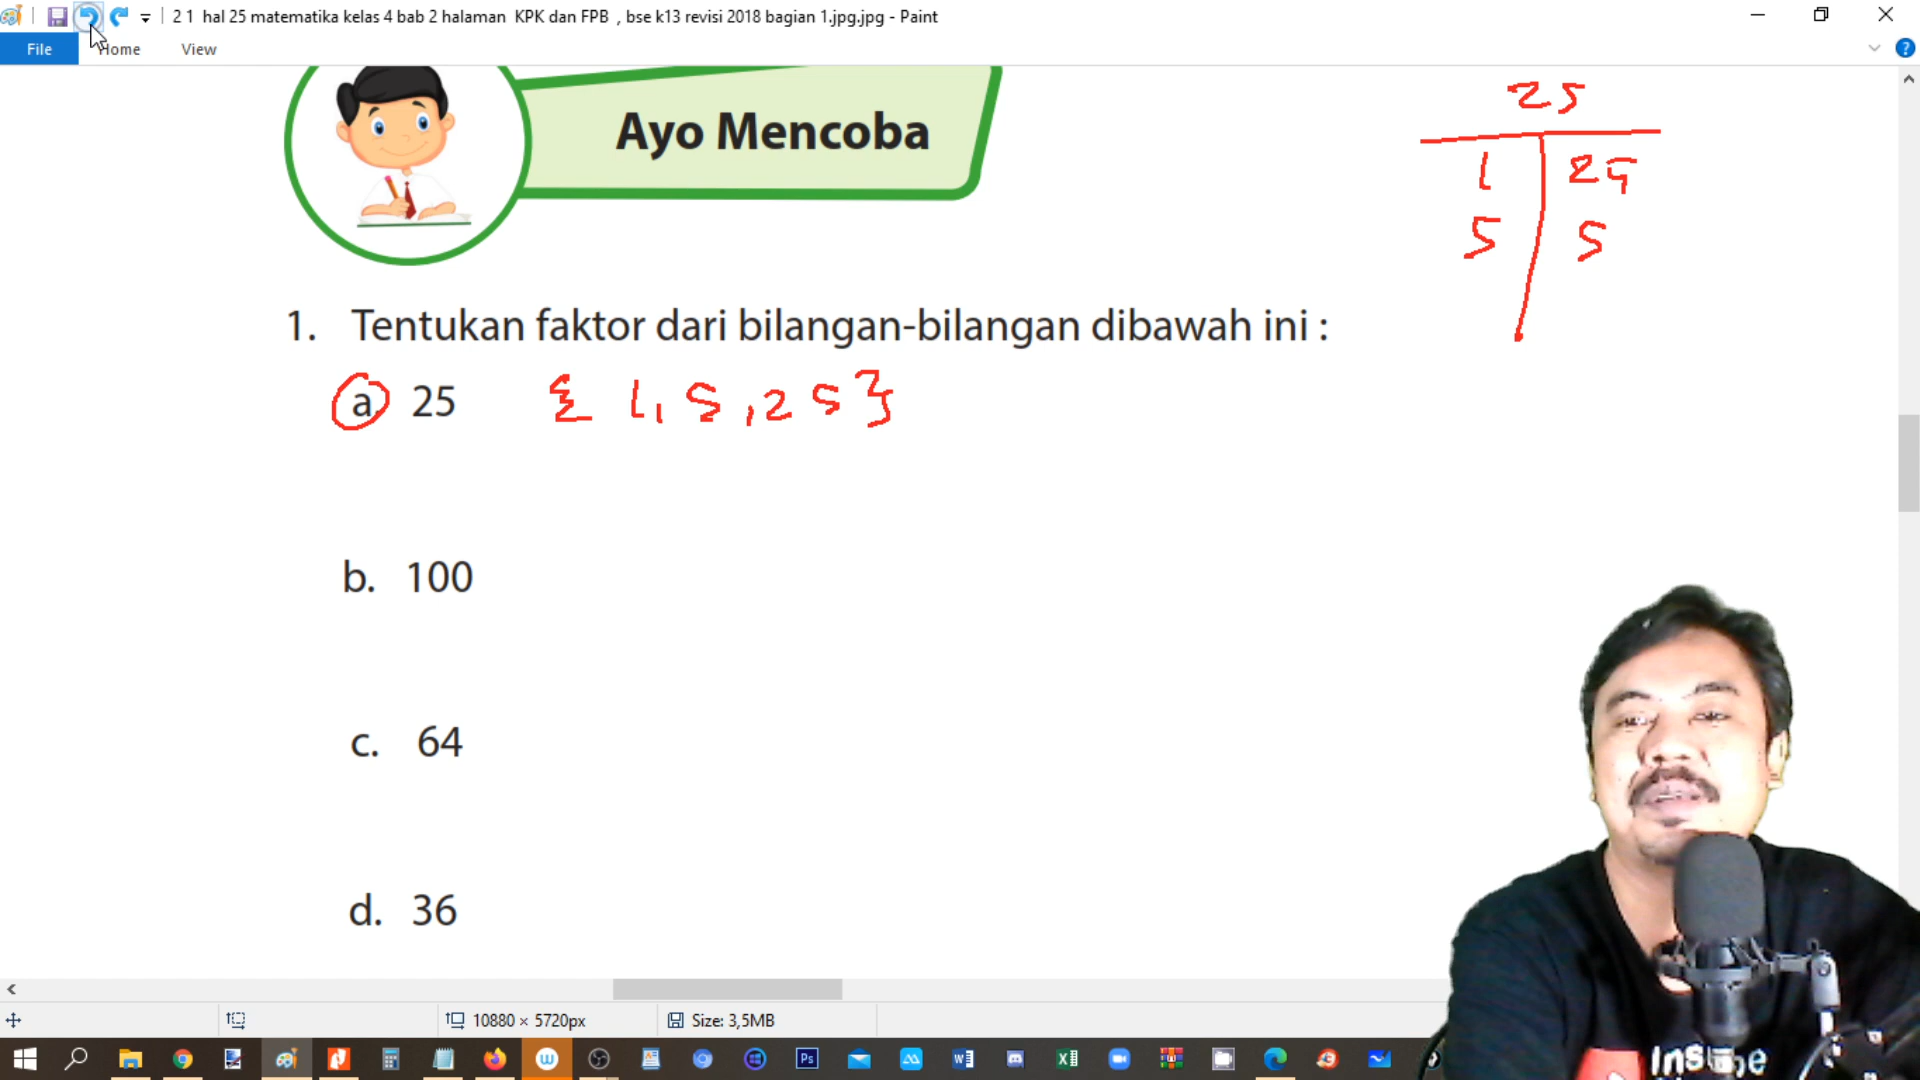 2 1 hal 25 matematika kelas 4 bab 2 halaman KPK dan FPB , bse k13 revisi 2018 bagian 1.jpg.jpg - Paint
File Home View
Ayo Mencoba
25
1 25
5 5
1. Tentukan faktor dari bilangan-bilangan dibawah ini :
a. 25 { 1, 5, 25 }
b. 100
c. 64
d. 36
10880 × 5720px Size: 3,5MB
Ps